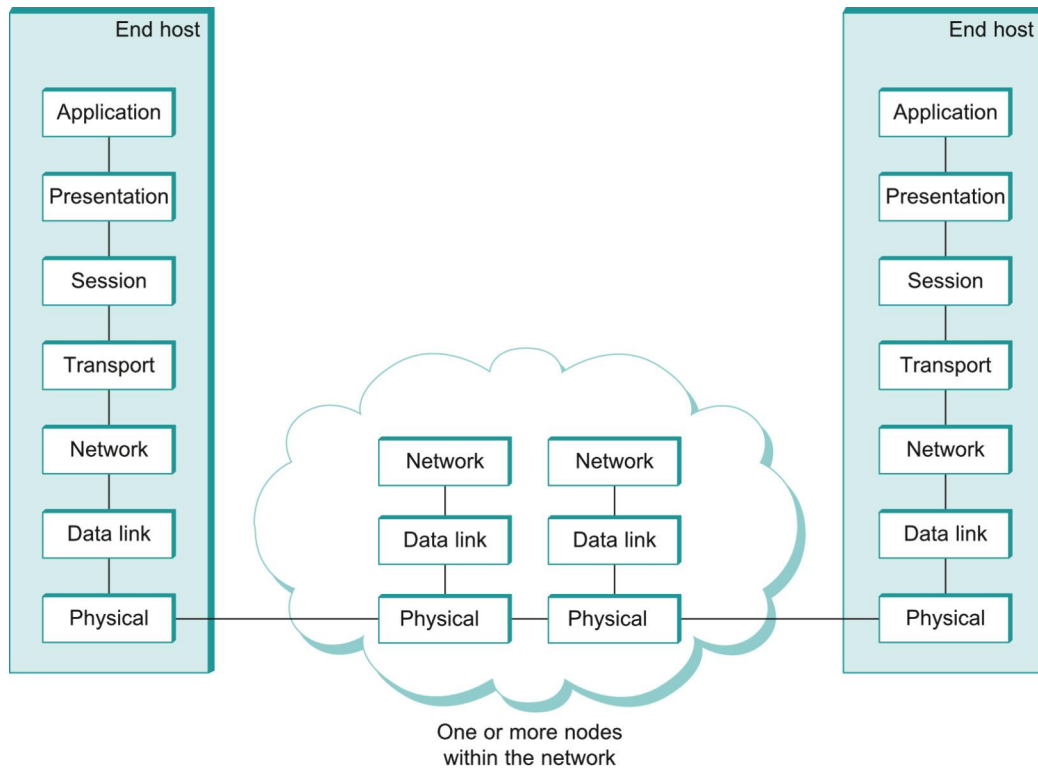 End host
Application
Presentation
Session
Transport
Network
Data link
Physical
Network
Data link
Physical
Network
Data link
Physical
One or more nodes
within the network
End host
Application
Presentation
Session
Transport
Network
Data link
Physical